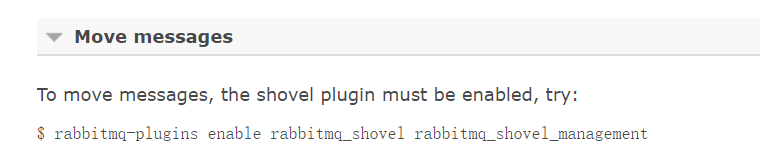 Move messages
To move messages, the shovel plugin must be enabled, try:
$ rabbitmq-plugins enable rabbitmq_shovel rabbitmq_shovel_management